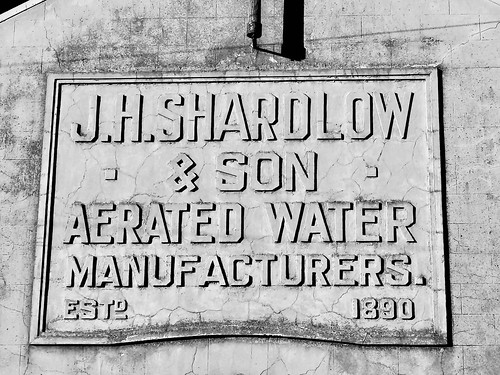 J.H.SHARDLOW
- & SON -
AERATED WATER
MANUFACTURERS.
ESTD 1890